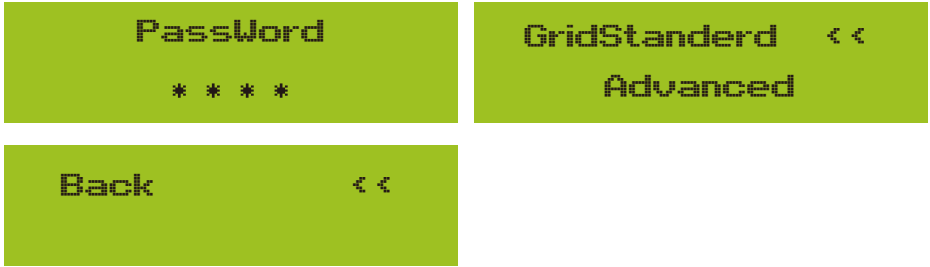 PassWord
* * * *
GridStanderd <<
Advanced
Back <<